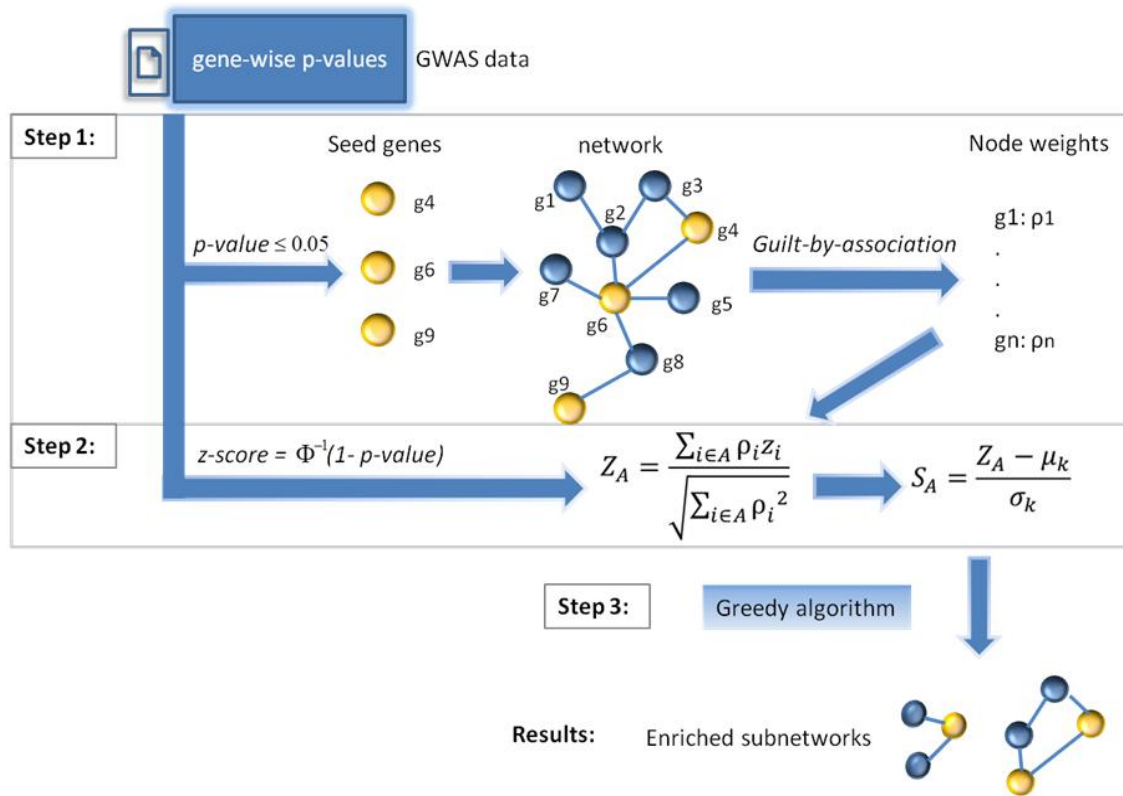 gene-wise p-values
GWAS data
Step 1:
Seed genes
network
Node weights
g4
g6
g9
p-value ≤ 0.05
g1
g2
g3
g4
g5
g6
g7
g8
g9
Guilt-by-association
g1: ρ1
.
.
.
gn: ρn
Step 2:
z-score = Φ⁻¹(1- p-value)
Z_A = ∑_{i∈A} ρ_i z_i / √(∑_{i∈A} ρ_i²)
S_A = (Z_A − μ_k) / σ_k
Step 3:
Greedy algorithm
Results:
Enriched subnetworks